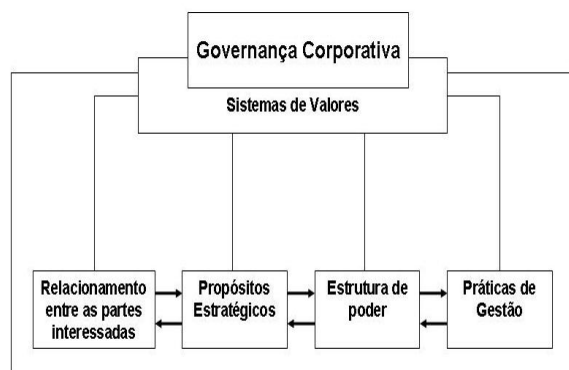 Governança Corporativa
Sistemas de Valores
Relacionamento
entre as partes
interessadas
Propósitos
Estratégicos
Estrutura de
poder
Práticas de
Gestão